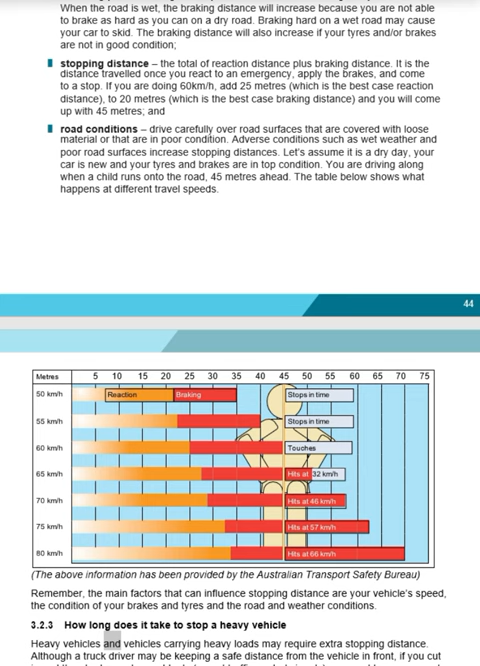 When the road is wet, the braking distance will increase because you are not able
to brake as hard as you can on a dry road. Braking hard on a wet road may cause
your car to skid. The braking distance will also increase if your tyres and/or brakes
are not in good condition;
stopping distance – the total of reaction distance plus braking distance. It is the
distance travelled once you react to an emergency, apply the brakes, and come
to a stop. If you are doing 60km/h, add 25 metres (which is the best case reaction
distance), to 20 metres (which is the best case braking distance) and you will come
up with 45 metres; and
road conditions – drive carefully over road surfaces that are covered with loose
material or that are in poor condition. Adverse conditions such as wet weather and
poor road surfaces increase stopping distances. Let's assume it is a dry day, your
car is new and your tyres and brakes are in top condition. You are driving along
when a child runs onto the road, 45 metres ahead. The table below shows what
happens at different travel speeds.
44
Metres 5 10 15 20 25 30 35 40 45 50 55 60 65 70 75
50 km/h Reaction Braking Stops in time
55 km/h Stops in time
60 km/h Touches
65 km/h Hits at 32 km/h
70 km/h Hits at 46 km/h
75 km/h Hits at 57 km/h
80 km/h Hits at 66 km/h
(The above information has been provided by the Australian Transport Safety Bureau)
Remember, the main factors that can influence stopping distance are your vehicle's speed,
the condition of your brakes and tyres and the road and weather conditions.
3.2.3 How long does it take to stop a heavy vehicle
Heavy vehicles and vehicles carrying heavy loads may require extra stopping distance.
Although a truck driver may be keeping a safe distance from the vehicle in front, if you cut